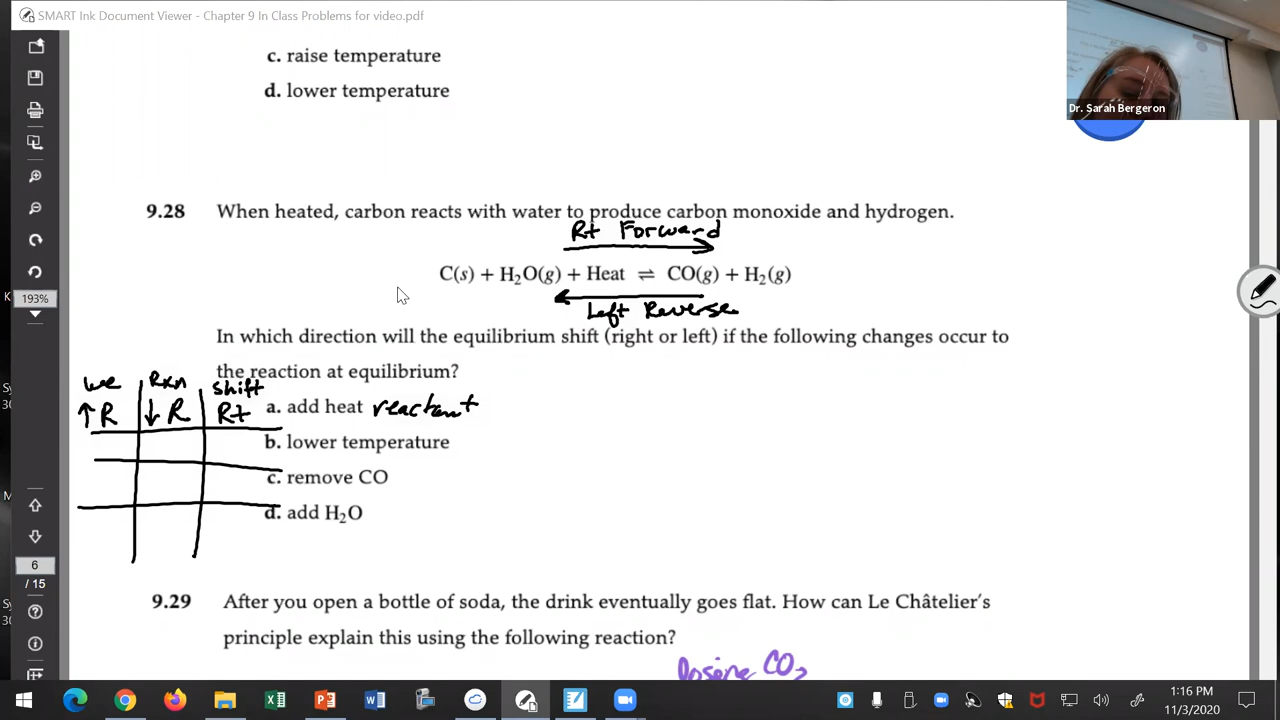 SMART Ink Document Viewer - Chapter 9 In Class Problems for video.pdf
c. raise temperature
d. lower temperature
Dr. Sarah Bergeron
9.28 When heated, carbon reacts with water to produce carbon monoxide and hydrogen.
Rt Forward
C(s) + H₂O(g) + Heat ⇌ CO(g) + H₂(g)
Left Reverse
In which direction will the equilibrium shift (right or left) if the following changes occur to
the reaction at equilibrium?
we Rxn shift
↑ R ↓ R Rt
a. add heat reactant
b. lower temperature
c. remove CO
d. add H₂O
9.29 After you open a bottle of soda, the drink eventually goes flat. How can Le Châtelier's
principle explain this using the following reaction?
losing CO₂
193%
6
/ 15
1:16 PM
11/3/2020